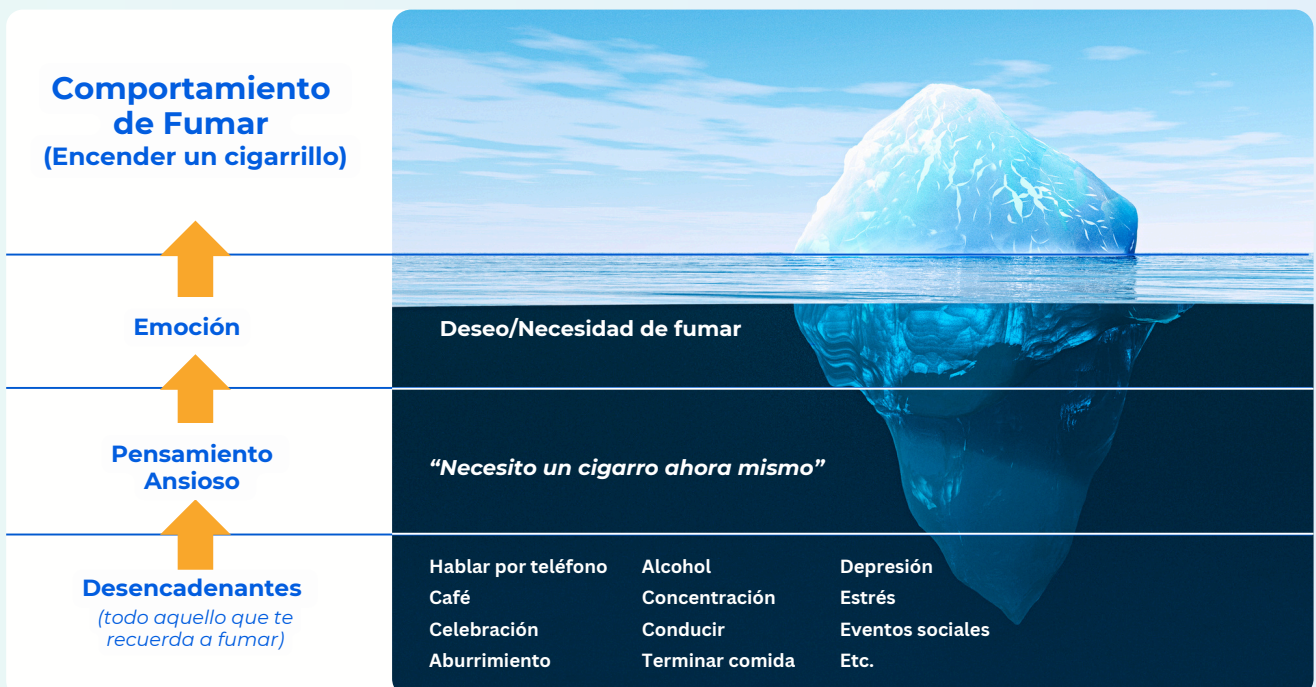 Comportamiento
de Fumar
(Encender un cigarrillo)
Emoción
Deseo/Necesidad de fumar
Pensamiento
Ansioso
“Necesito un cigarro ahora mismo”
Desencadenantes
(todo aquello que te
recuerda a fumar)
Hablar por teléfono
Café
Celebración
Aburrimiento
Alcohol
Concentración
Conducir
Terminar comida
Depresión
Estrés
Eventos sociales
Etc.